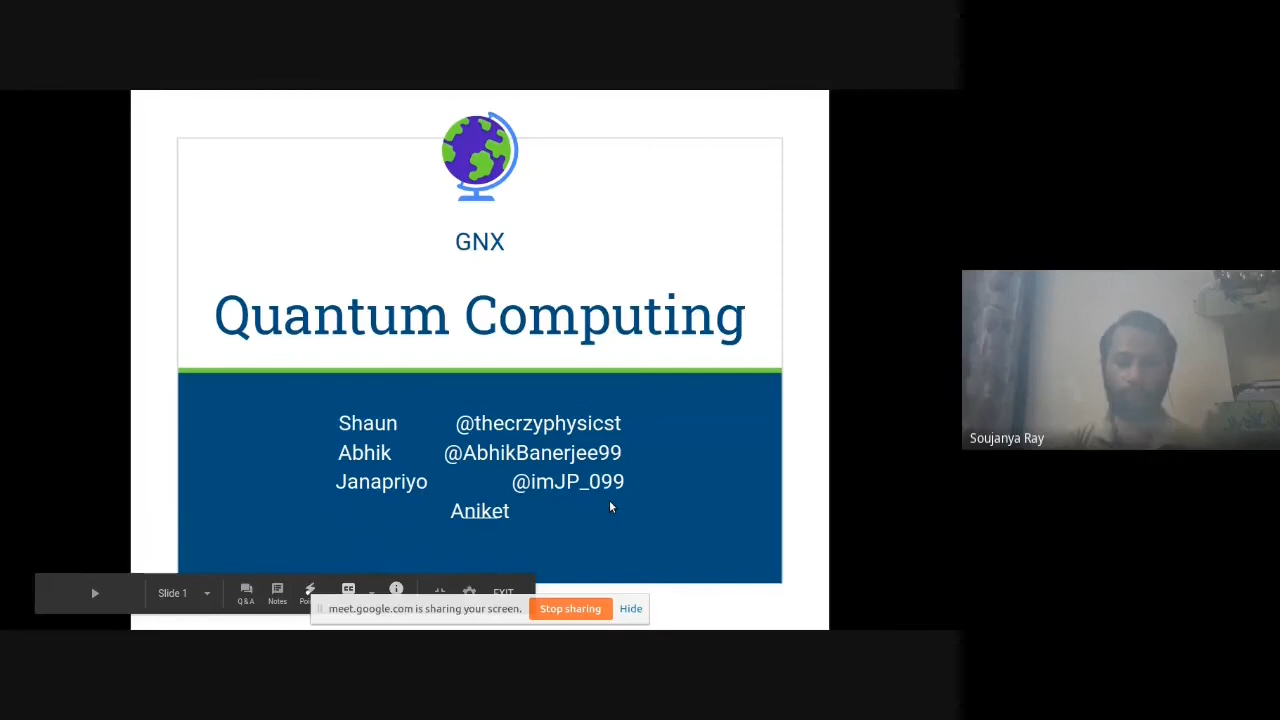 GNX
Quantum Computing
Shaun @thecrzyphysicst
Abhik @AbhikBanerjee99
Janapriyo @imJP_099
Aniket
Soujanya Ray
Slide 1
Q&A Notes
EXIT
meet.google.com is sharing your screen. Stop sharing Hide